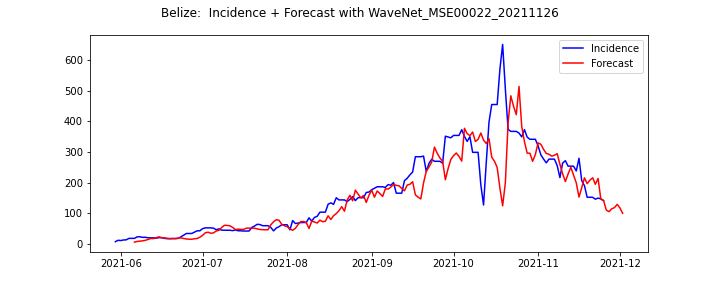 Belize:  Incidence + Forecast with WaveNet_MSE00022_20211126
Incidence
Forecast
600
500
400
300
200
100
0
2021-06 2021-07 2021-08 2021-09 2021-10 2021-11 2021-12